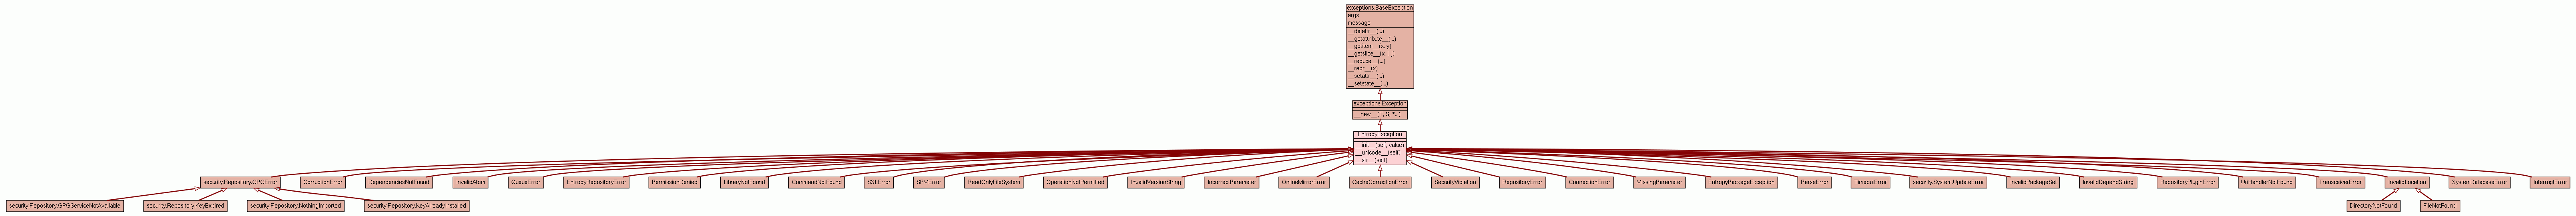 exceptions.BaseException
args
message
__delattr__(...)
__getattribute__(...)
__getitem__(x, y)
__getslice__(x, i, j)
__reduce__(...)
__repr__(x)
__setattr__(...)
__setstate__(...)
exceptions.Exception
__new__(T, S, *...)
EntropyException
__init__(self, value)
__unicode__(self)
__str__(self)
security.Repository.GPGError
CorruptionError
DependenciesNotFound
InvalidAtom
QueueError
EntropyRepositoryError
PermissionDenied
LibraryNotFound
CommandNotFound
SSLError
SPMError
ReadOnlyFileSystem
OperationNotPermitted
InvalidVersionString
IncorrectParameter
OnlineMirrorError
CacheCorruptionError
SecurityViolation
RepositoryError
ConnectionError
MissingParameter
EntropyPackageException
ParseError
TimeoutError
security.System.UpdateError
InvalidPackageSet
InvalidDependString
RepositoryPluginError
UriHandlerNotFound
TransceiverError
InvalidLocation
SystemDatabaseError
InterruptError
security.Repository.GPGServiceNotAvailable
security.Repository.KeyExpired
security.Repository.NothingImported
security.Repository.KeyAlreadyInstalled
DirectoryNotFound
FileNotFound